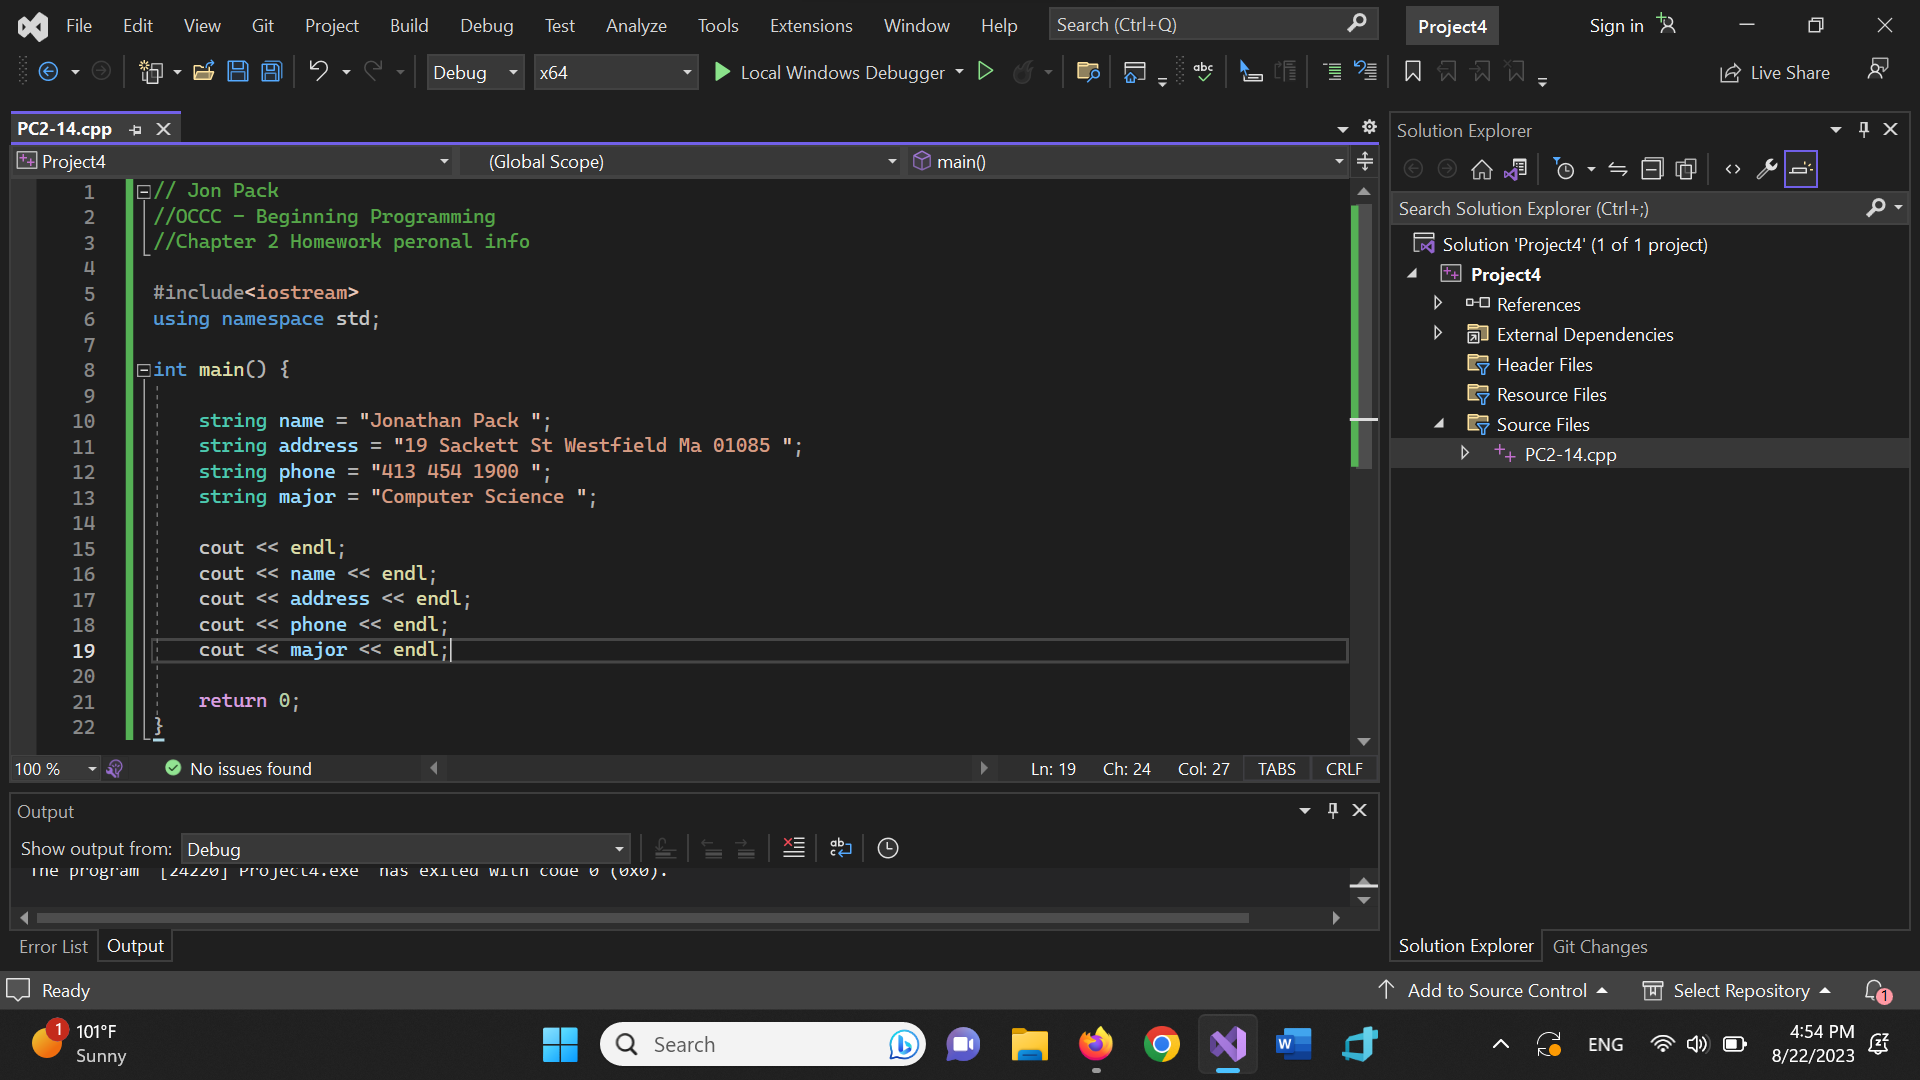 File Edit View Git Project Build Debug Test Analyze Tools Extensions Window Help Search (Ctrl+Q) Project4 Sign in
Debug x64 Local Windows Debugger Live Share
PC2-14.cpp
Project4 (Global Scope) main()
1 // Jon Pack
2 //OCCC - Beginning Programming
3 //Chapter 2 Homework peronal info
4
5 #include<iostream>
6 using namespace std;
7
8 int main() {
9
10 string name = "Jonathan Pack ";
11 string address = "19 Sackett St Westfield Ma 01085 ";
12 string phone = "413 454 1900 ";
13 string major = "Computer Science ";
14
15 cout << endl;
16 cout << name << endl;
17 cout << address << endl;
18 cout << phone << endl;
19 cout << major << endl;
20
21 return 0;
22 }
100 % No issues found Ln: 19 Ch: 24 Col: 27 TABS CRLF
Output
Show output from: Debug
The program '[24220] Project4.exe' has exited with code 0 (0x0).
Error List Output
Solution Explorer
Search Solution Explorer (Ctrl+;)
Solution 'Project4' (1 of 1 project)
Project4
References
External Dependencies
Header Files
Resource Files
Source Files
PC2-14.cpp
Solution Explorer Git Changes
Ready Add to Source Control Select Repository 1
1 101°F
Sunny
Search
ENG
4:54 PM
8/22/2023